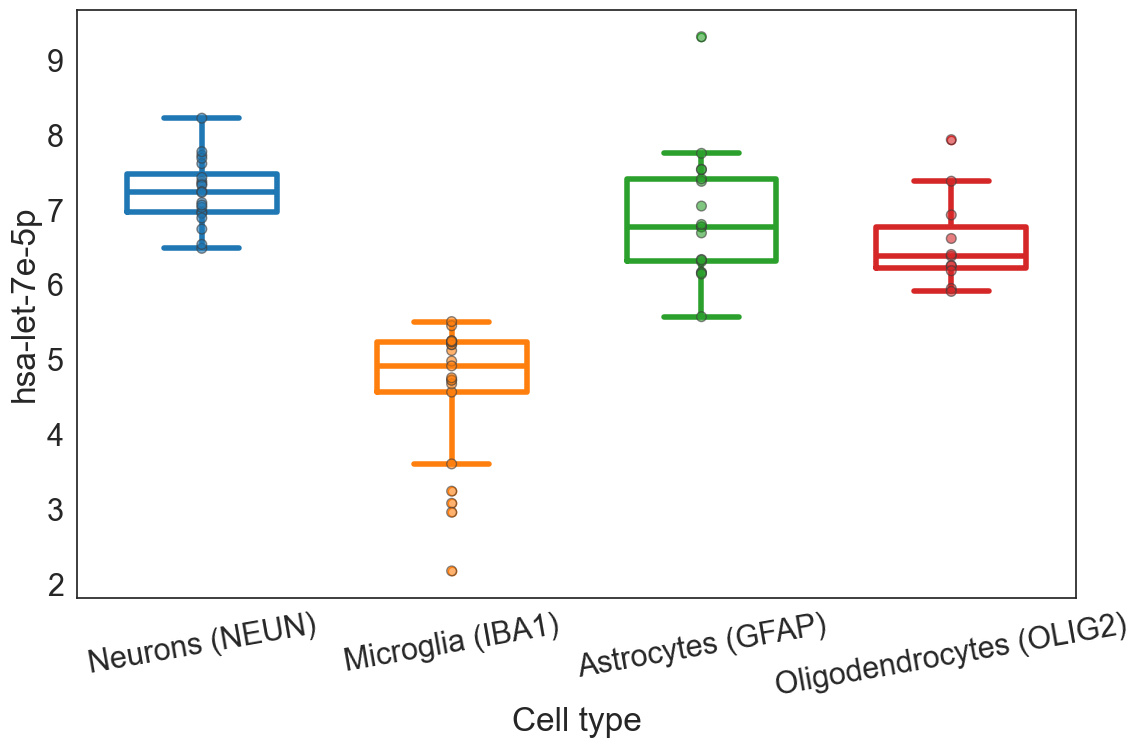 hsa-let-7e-5p
9
8
7
6
5
4
3
2
Neurons (NEUN)
Microglia (IBA1)
Astrocytes (GFAP)
Oligodendrocytes (OLIG2)
Cell type